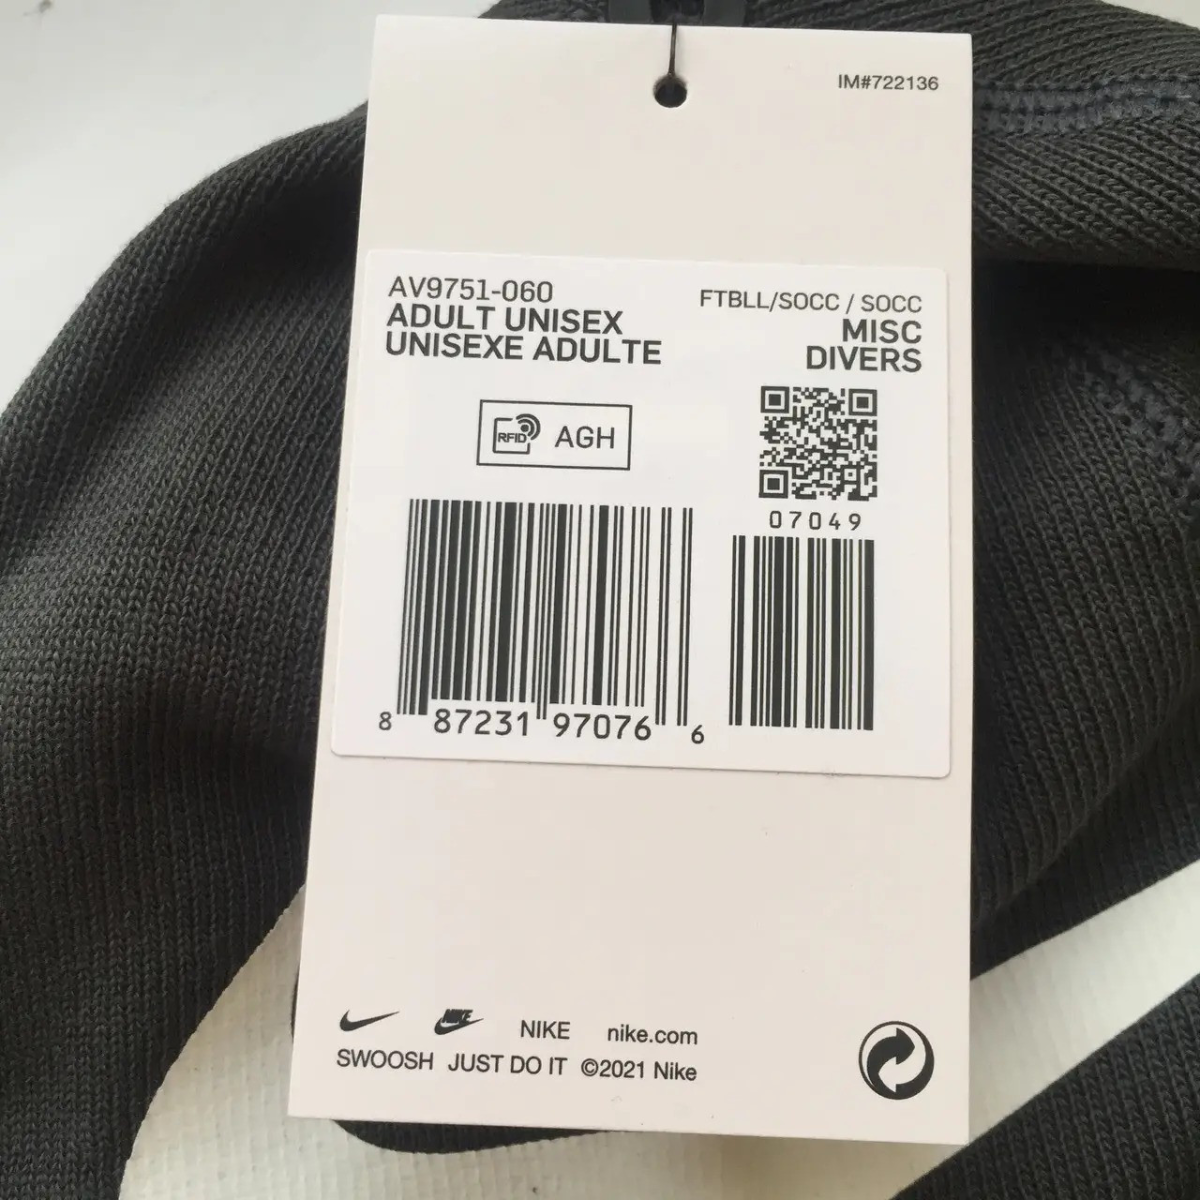 IM#722136
AV9751-060
ADULT UNISEX
UNISEXE ADULTE
FTBLL/SOCC / SOCC
MISC
DIVERS
RFID AGH
07049
8 87231 97076 6
NIKE
NIKE nike.com
SWOOSH JUST DO IT ©2021 Nike